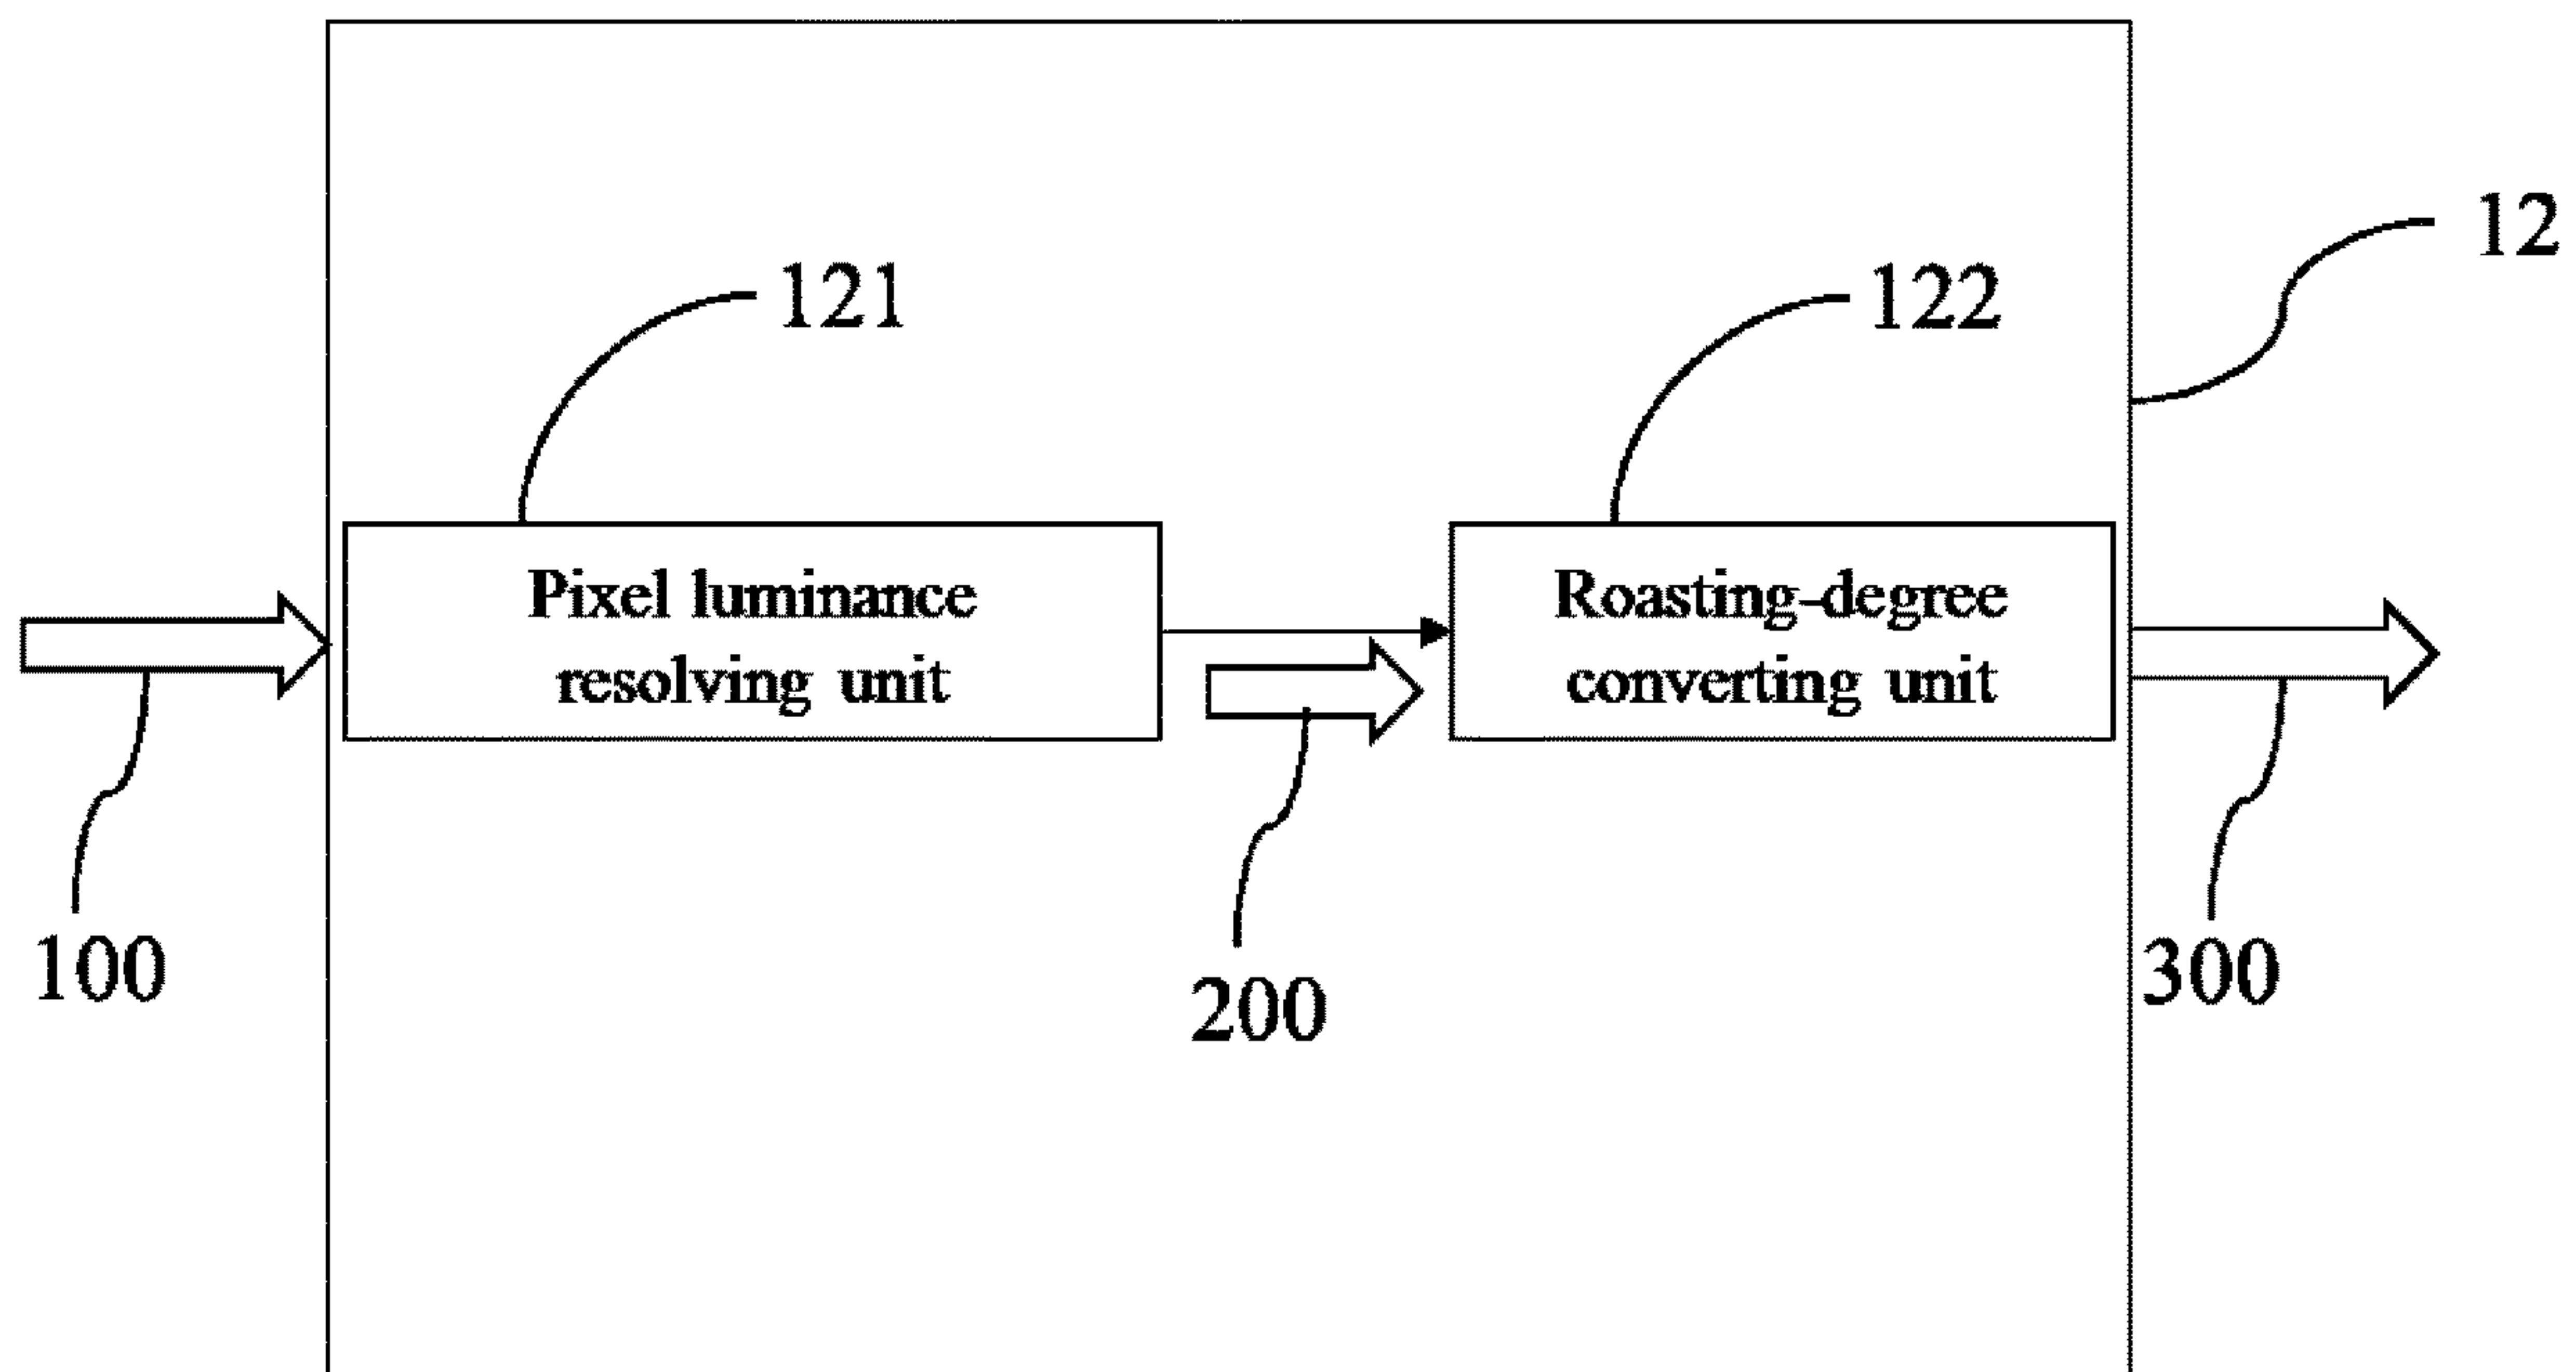 12
121
122
Pixel luminance
resolving unit
Roasting-degree
converting unit
100
200
300